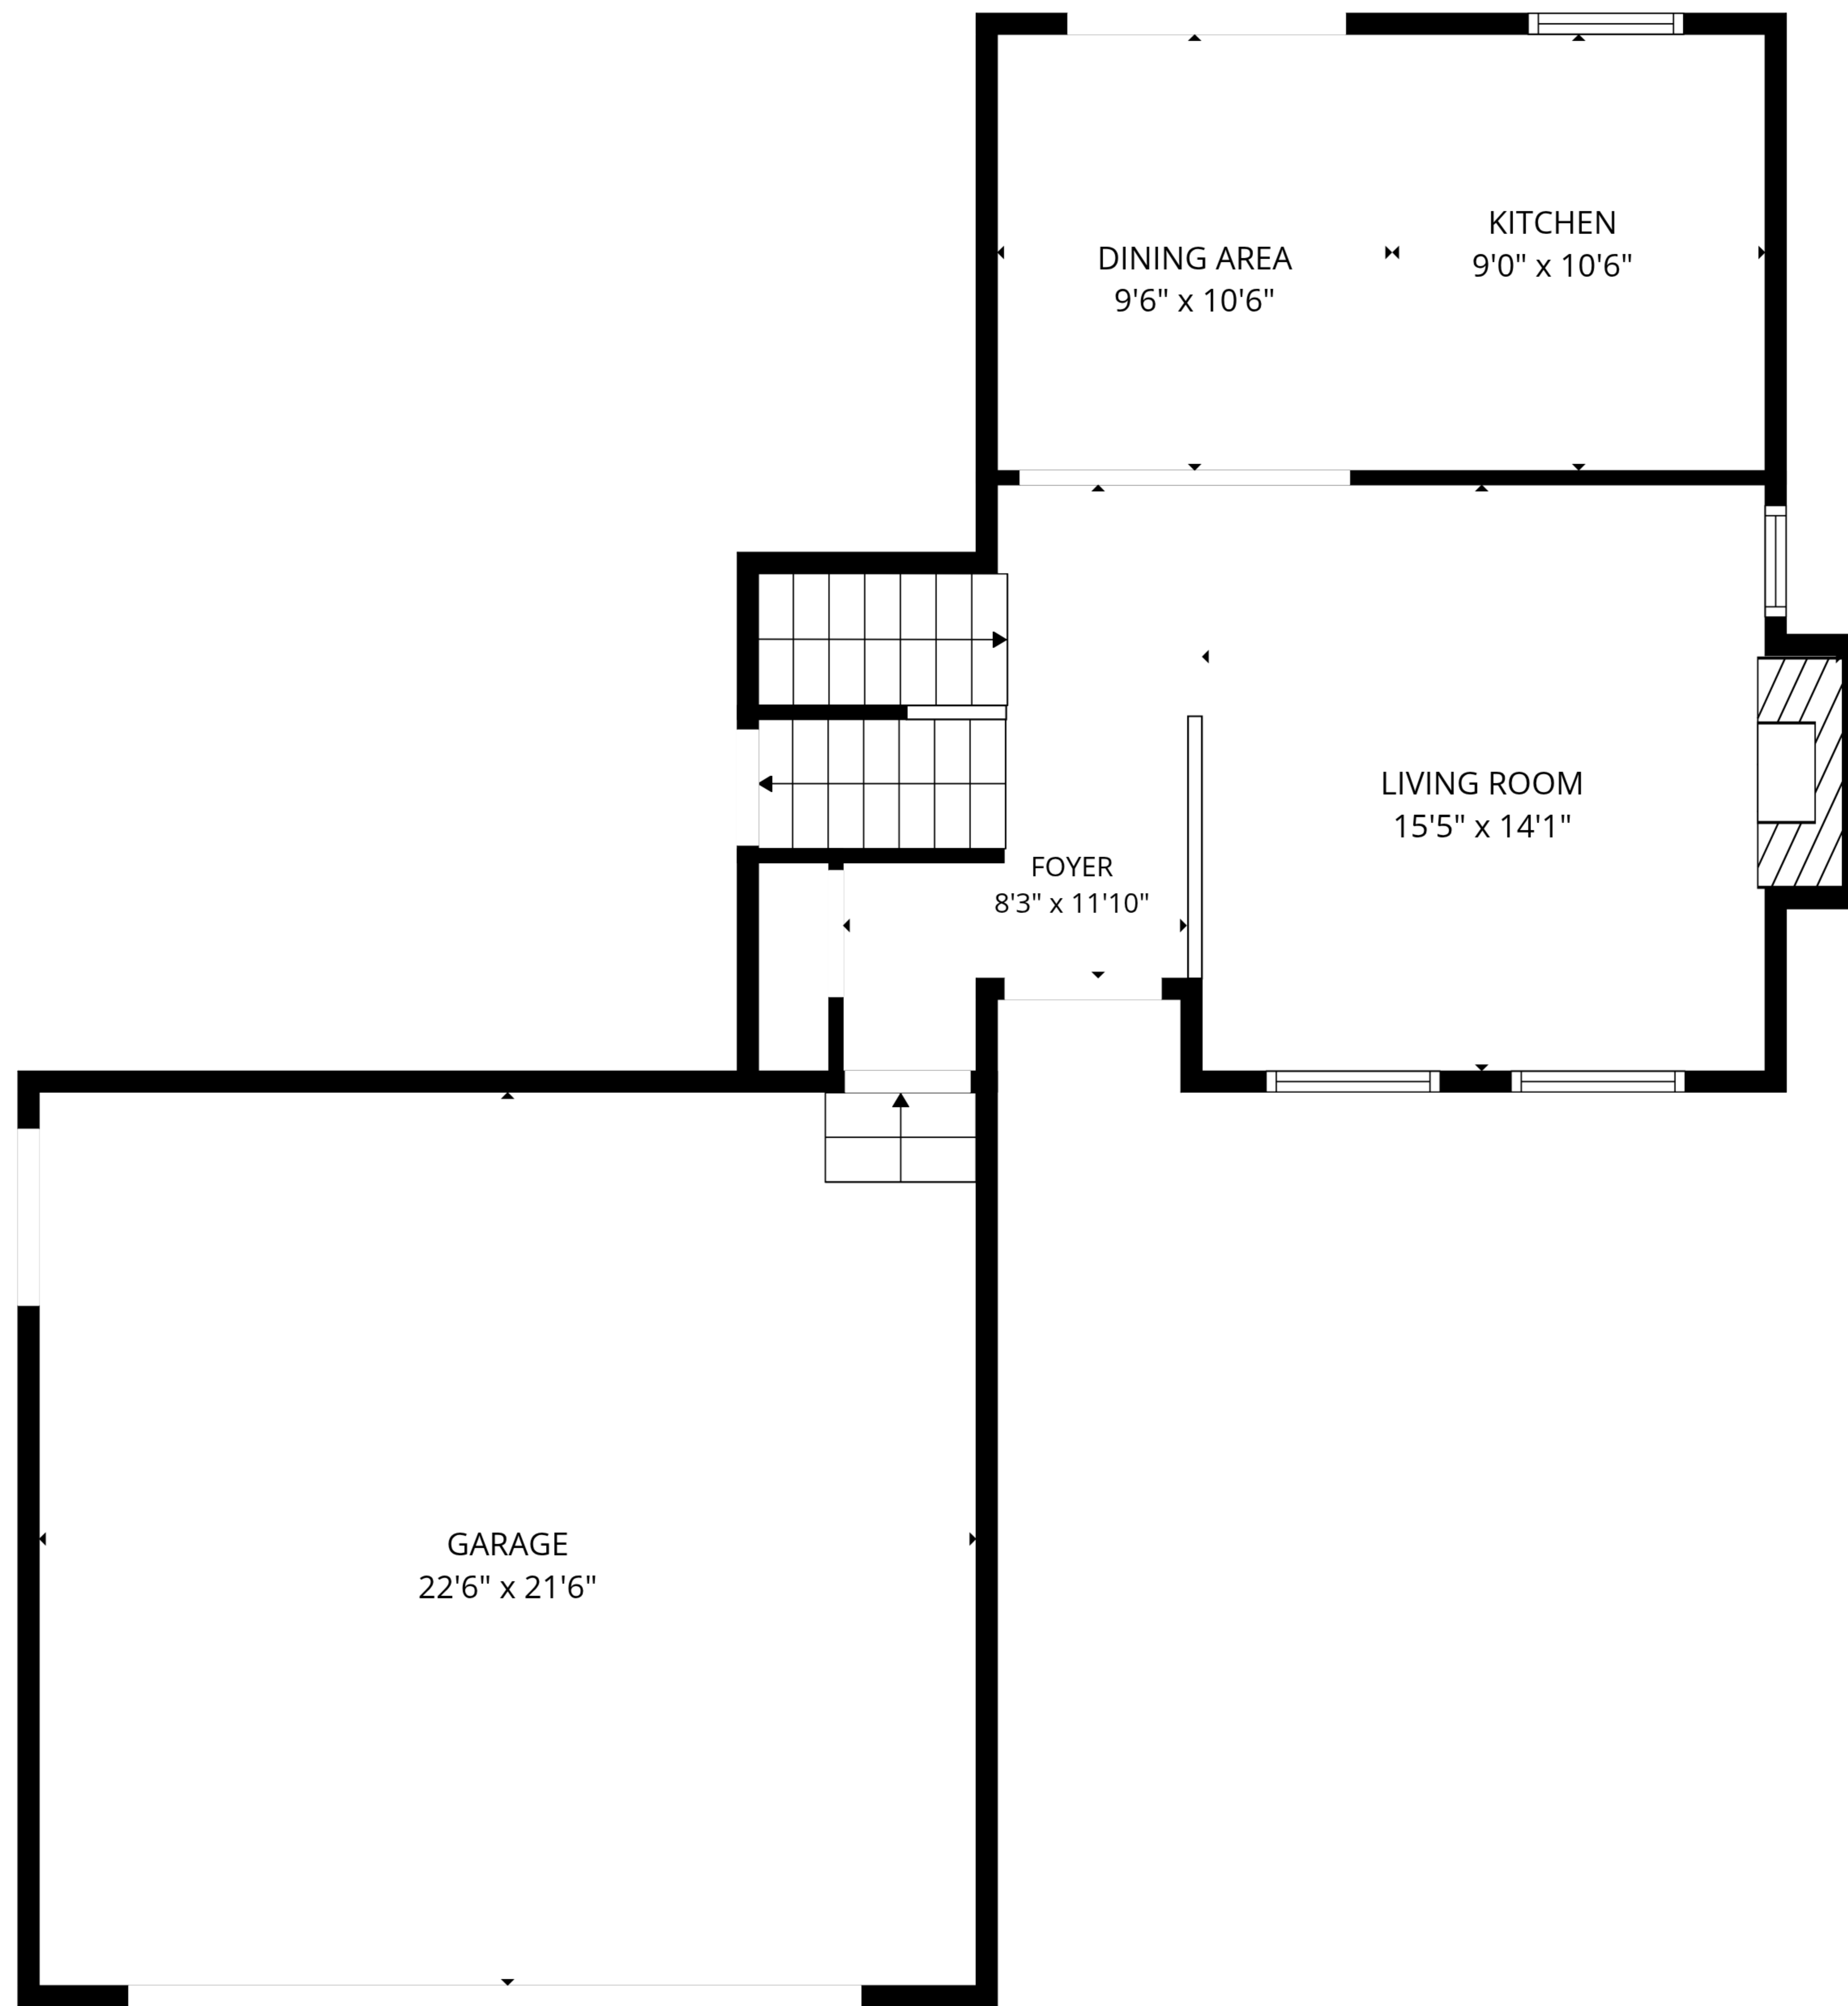 KITCHEN
9'0" x 10'6"
DINING AREA
9'6" x 10'6"
LIVING ROOM
15'5" x 14'1"
FOYER
8'3" x 11'10"
GARAGE
22'6" x 21'6"